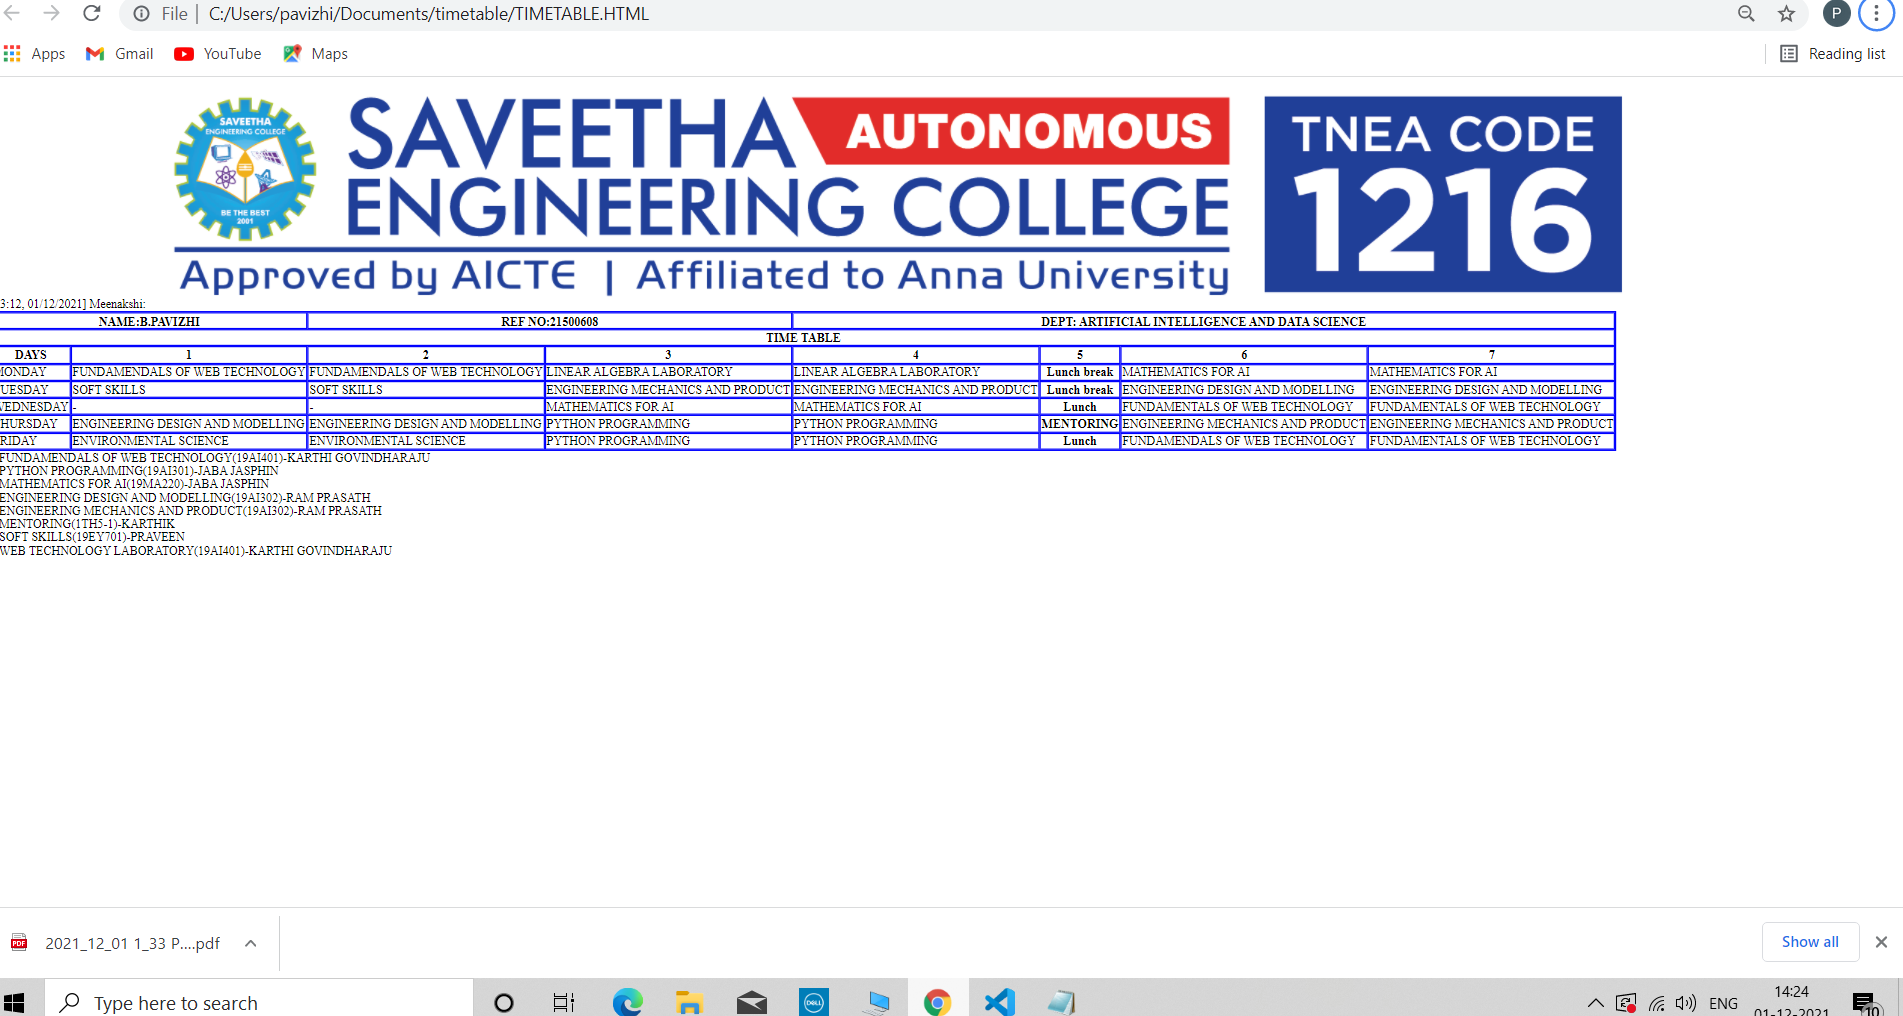 File | C:/Users/pavizhi/Documents/timetable/TIMETABLE.HTML P
Apps Gmail YouTube Maps Reading list
SAVEETHA
ENGINEERING COLLEGE
BE THE BEST
2001
SAVEETHA AUTONOMOUS
ENGINEERING COLLEGE
Approved by AICTE | Affiliated to Anna University
TNEA CODE
1216
3:12, 01/12/2021] Meenakshi:
NAME:B.PAVIZHI REF NO:21500608 DEPT: ARTIFICIAL INTELLIGENCE AND DATA SCIENCE
TIME TABLE
DAYS 1 2 3 4 5 6 7
MONDAY FUNDAMENDALS OF WEB TECHNOLOGY FUNDAMENDALS OF WEB TECHNOLOGY LINEAR ALGEBRA LABORATORY LINEAR ALGEBRA LABORATORY Lunch break MATHEMATICS FOR AI MATHEMATICS FOR AI
UESDAY SOFT SKILLS SOFT SKILLS ENGINEERING MECHANICS AND PRODUCT ENGINEERING MECHANICS AND PRODUCT Lunch break ENGINEERING DESIGN AND MODELLING ENGINEERING DESIGN AND MODELLING
VEDNESDAY - - MATHEMATICS FOR AI MATHEMATICS FOR AI Lunch FUNDAMENTALS OF WEB TECHNOLOGY FUNDAMENTALS OF WEB TECHNOLOGY
HURSDAY ENGINEERING DESIGN AND MODELLING ENGINEERING DESIGN AND MODELLING PYTHON PROGRAMMING PYTHON PROGRAMMING MENTORING ENGINEERING MECHANICS AND PRODUCT ENGINEERING MECHANICS AND PRODUCT
RIDAY ENVIRONMENTAL SCIENCE ENVIRONMENTAL SCIENCE PYTHON PROGRAMMING PYTHON PROGRAMMING Lunch FUNDAMENDALS OF WEB TECHNOLOGY FUNDAMENTALS OF WEB TECHNOLOGY
FUNDAMENDALS OF WEB TECHNOLOGY(19AI401)-KARTHI GOVINDHARAJU
PYTHON PROGRAMMING(19AI301)-JABA JASPHIN
MATHEMATICS FOR AI(19MA220)-JABA JASPHIN
ENGINEERING DESIGN AND MODELLING(19AI302)-RAM PRASATH
ENGINEERING MECHANICS AND PRODUCT(19AI302)-RAM PRASATH
MENTORING(1TH5-1)-KARTHIK
SOFT SKILLS(19EY701)-PRAVEEN
WEB TECHNOLOGY LABORATORY(19AI401)-KARTHI GOVINDHARAJU
PDF 2021_12_01 1_33 P....pdf Show all
Type here to search DELL ENG 14:24
01-12-2021 10